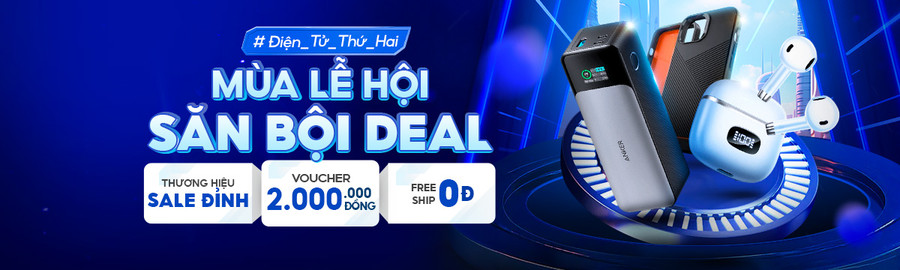 #Điện_Tử_Thứ_Hai
MÙA LỄ HỘI
SĂN BỘI DEAL
THƯƠNG HIỆU
SALE ĐỈNH
VOUCHER
2.000.000
ĐỒNG
FREE
SHIP
0Đ
ANKER